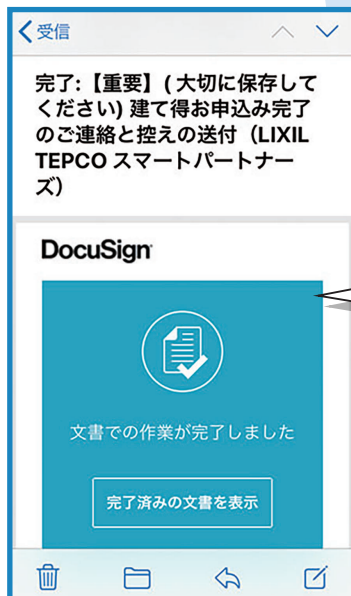 受信
完了:【重要】( 大切に保存して
ください) 建て得お申込み完了
のご連絡と控えの送付（LIXIL
TEPCO スマートパートナー
ズ）
DocuSign
文書での作業が完了しました
完了済みの文書を表示